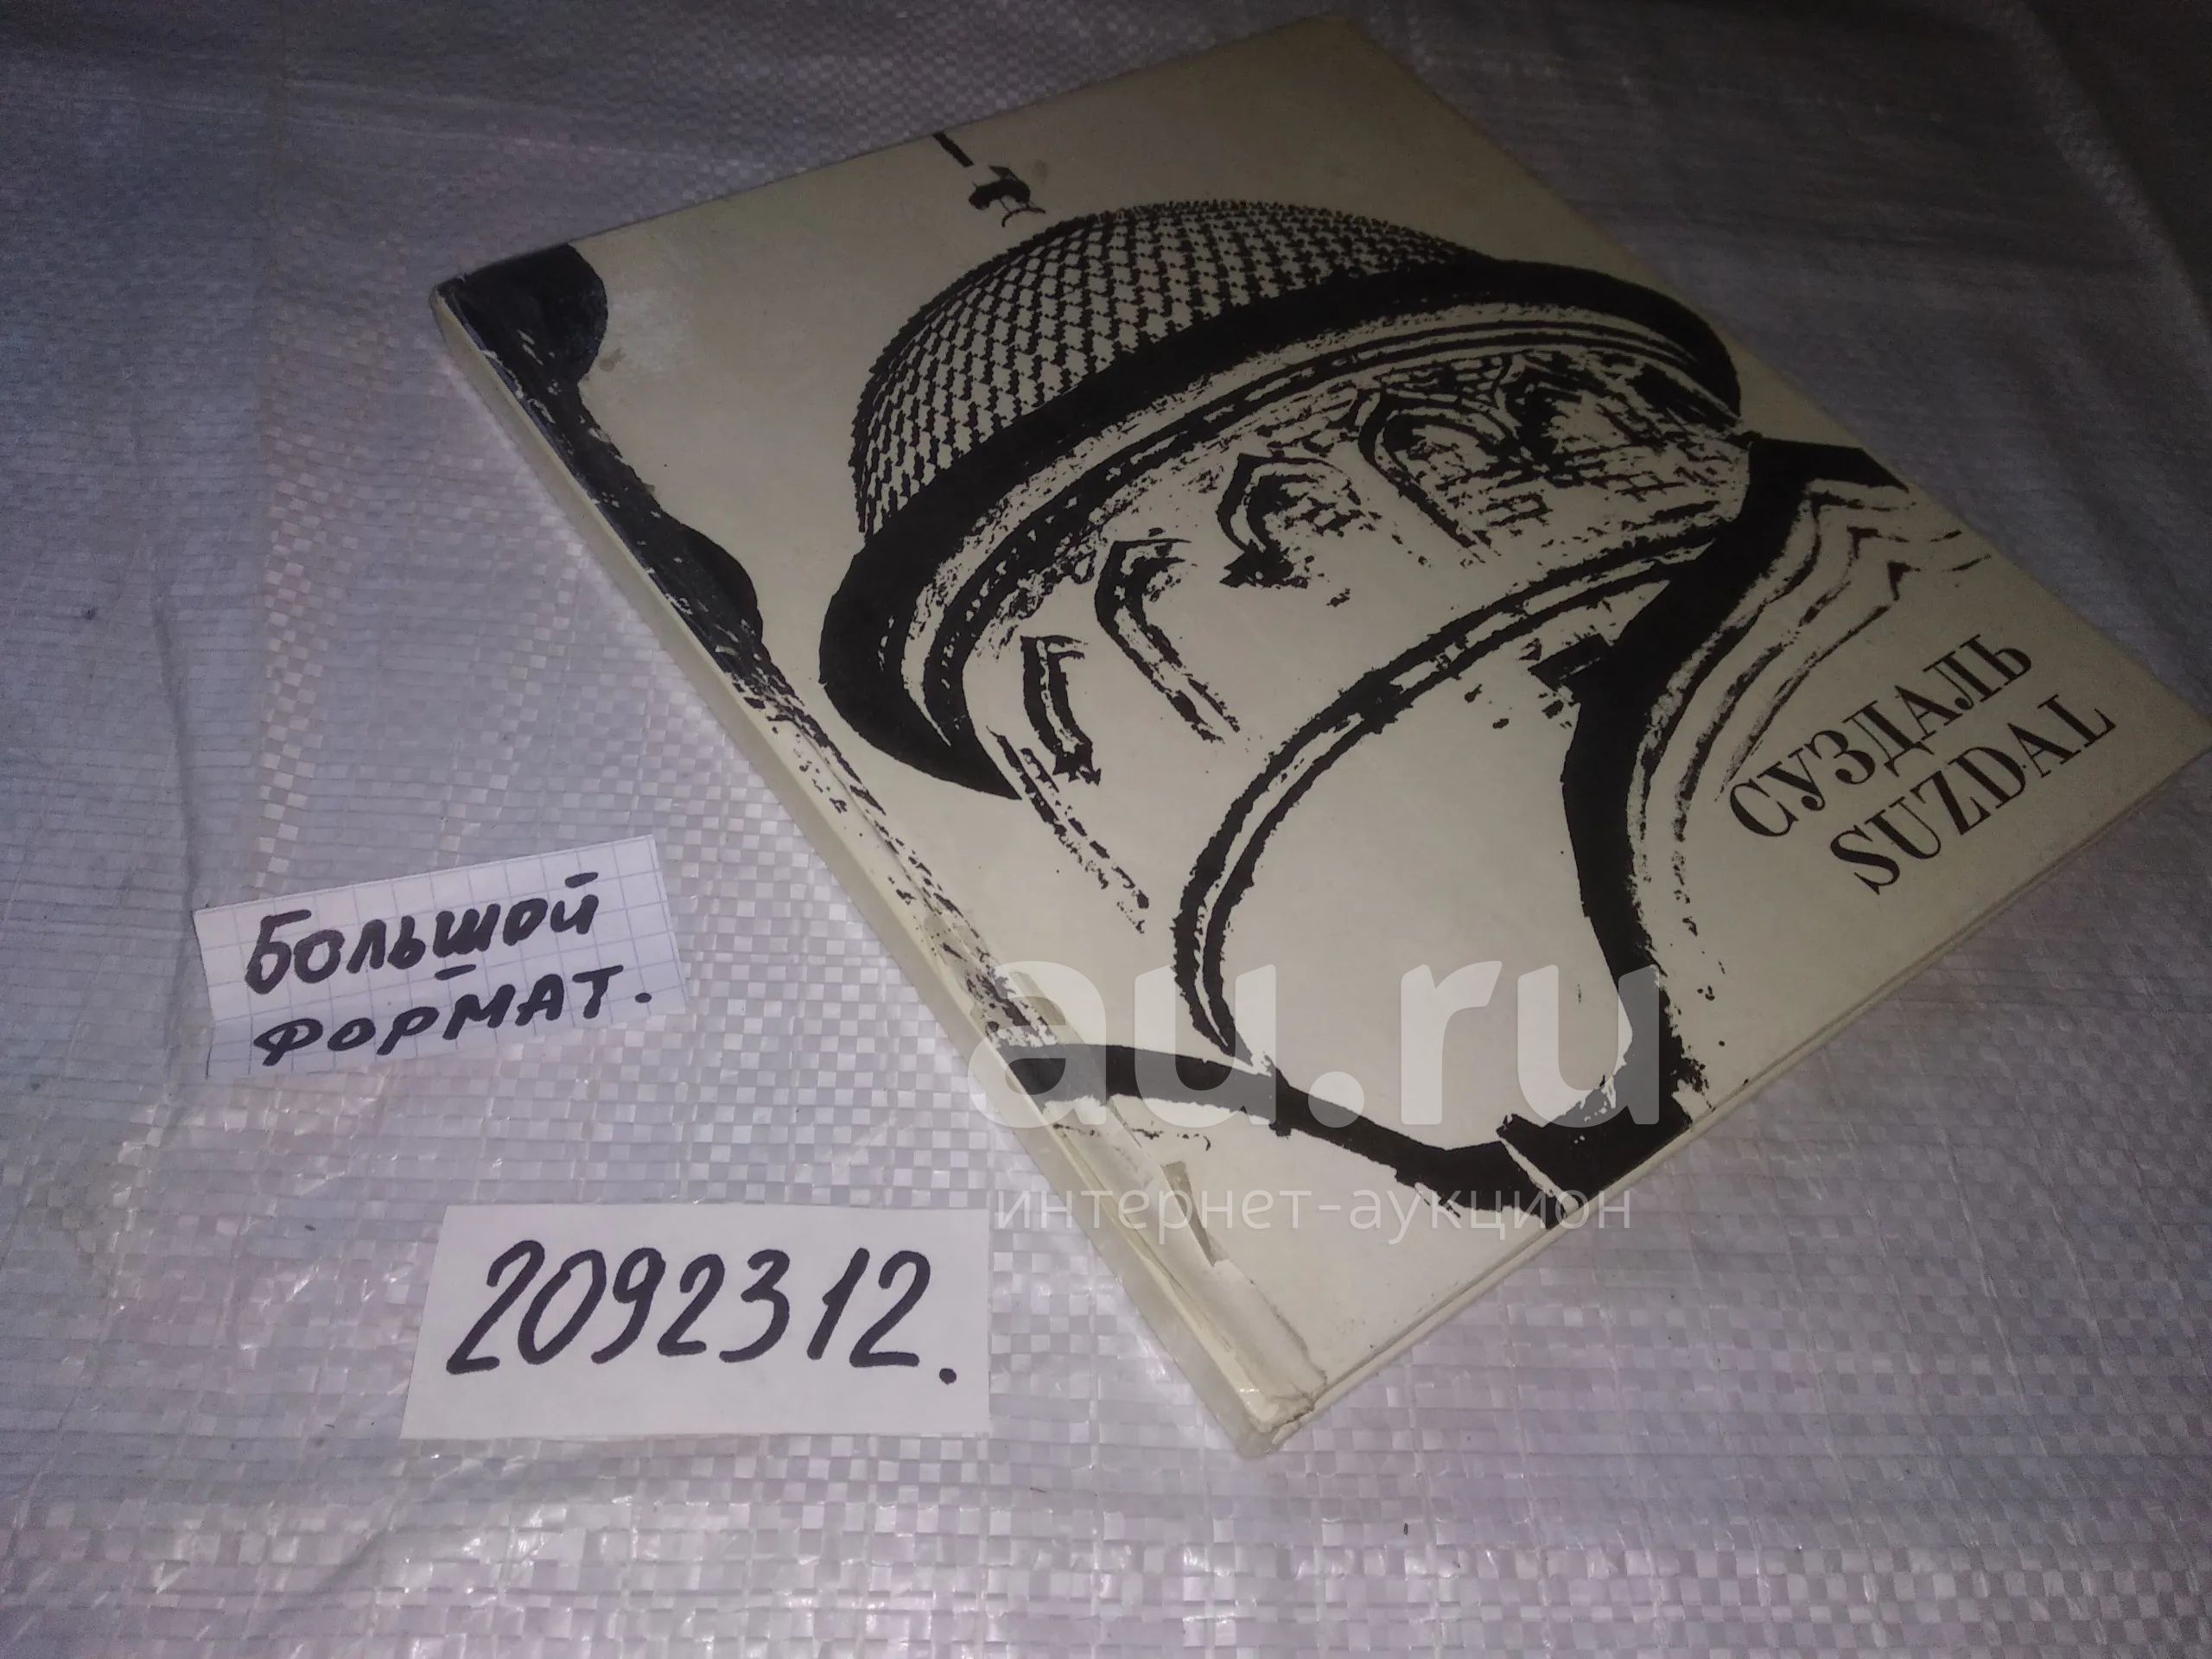 СУЗДАЛЬ
SUZDAL
Большой
формат.
2092312.
au.ru
интернет-аукцион